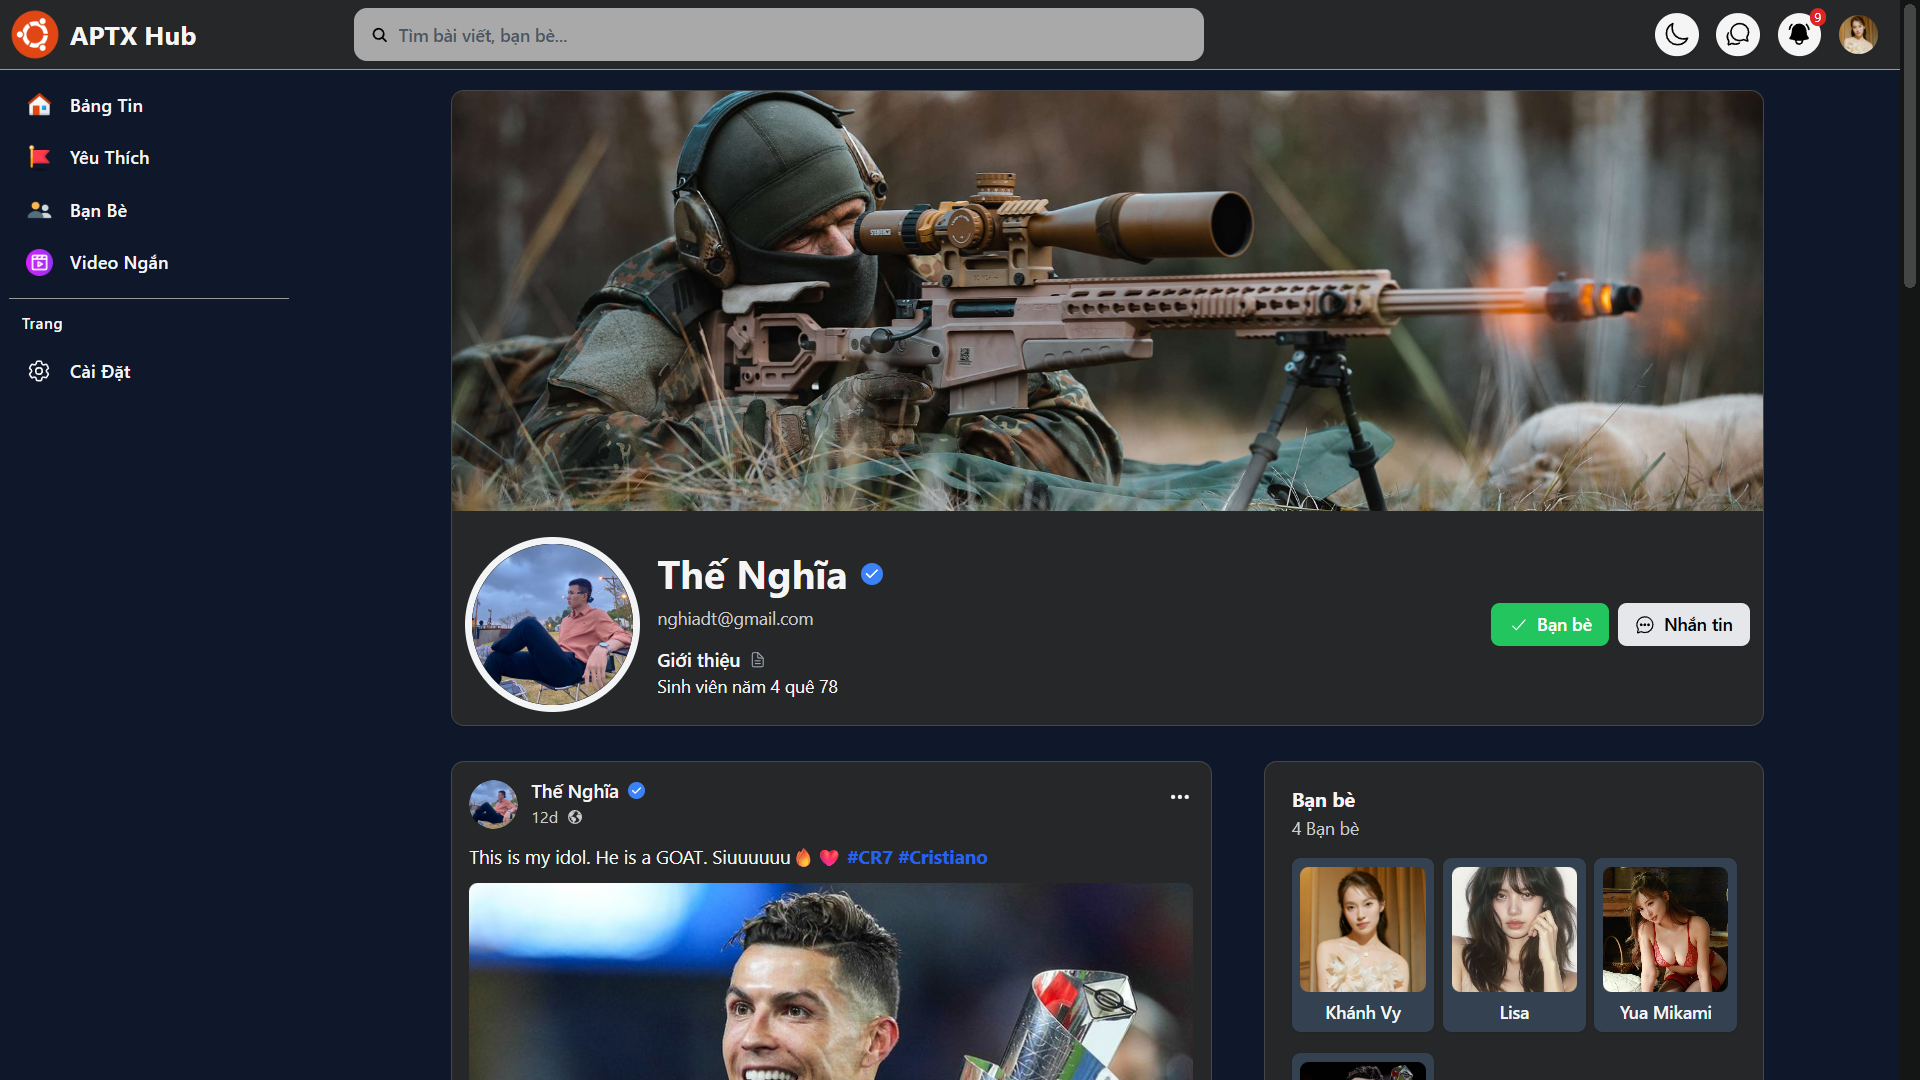 APTX Hub
Tìm bài viết, bạn bè...
9
Bảng Tin
Yêu Thích
Bạn Bè
Video Ngắn
Trang
Cài Đặt
Thế Nghĩa
nghiadt@gmail.com
Giới thiệu
Sinh viên năm 4 quê 78
Bạn bè
Nhắn tin
Thế Nghĩa
12d
This is my idol. He is a GOAT. Siuuuuuu🔥 ❤️ #CR7 #Cristiano
Bạn bè
4 Bạn bè
Khánh Vy
Lisa
Yua Mikami